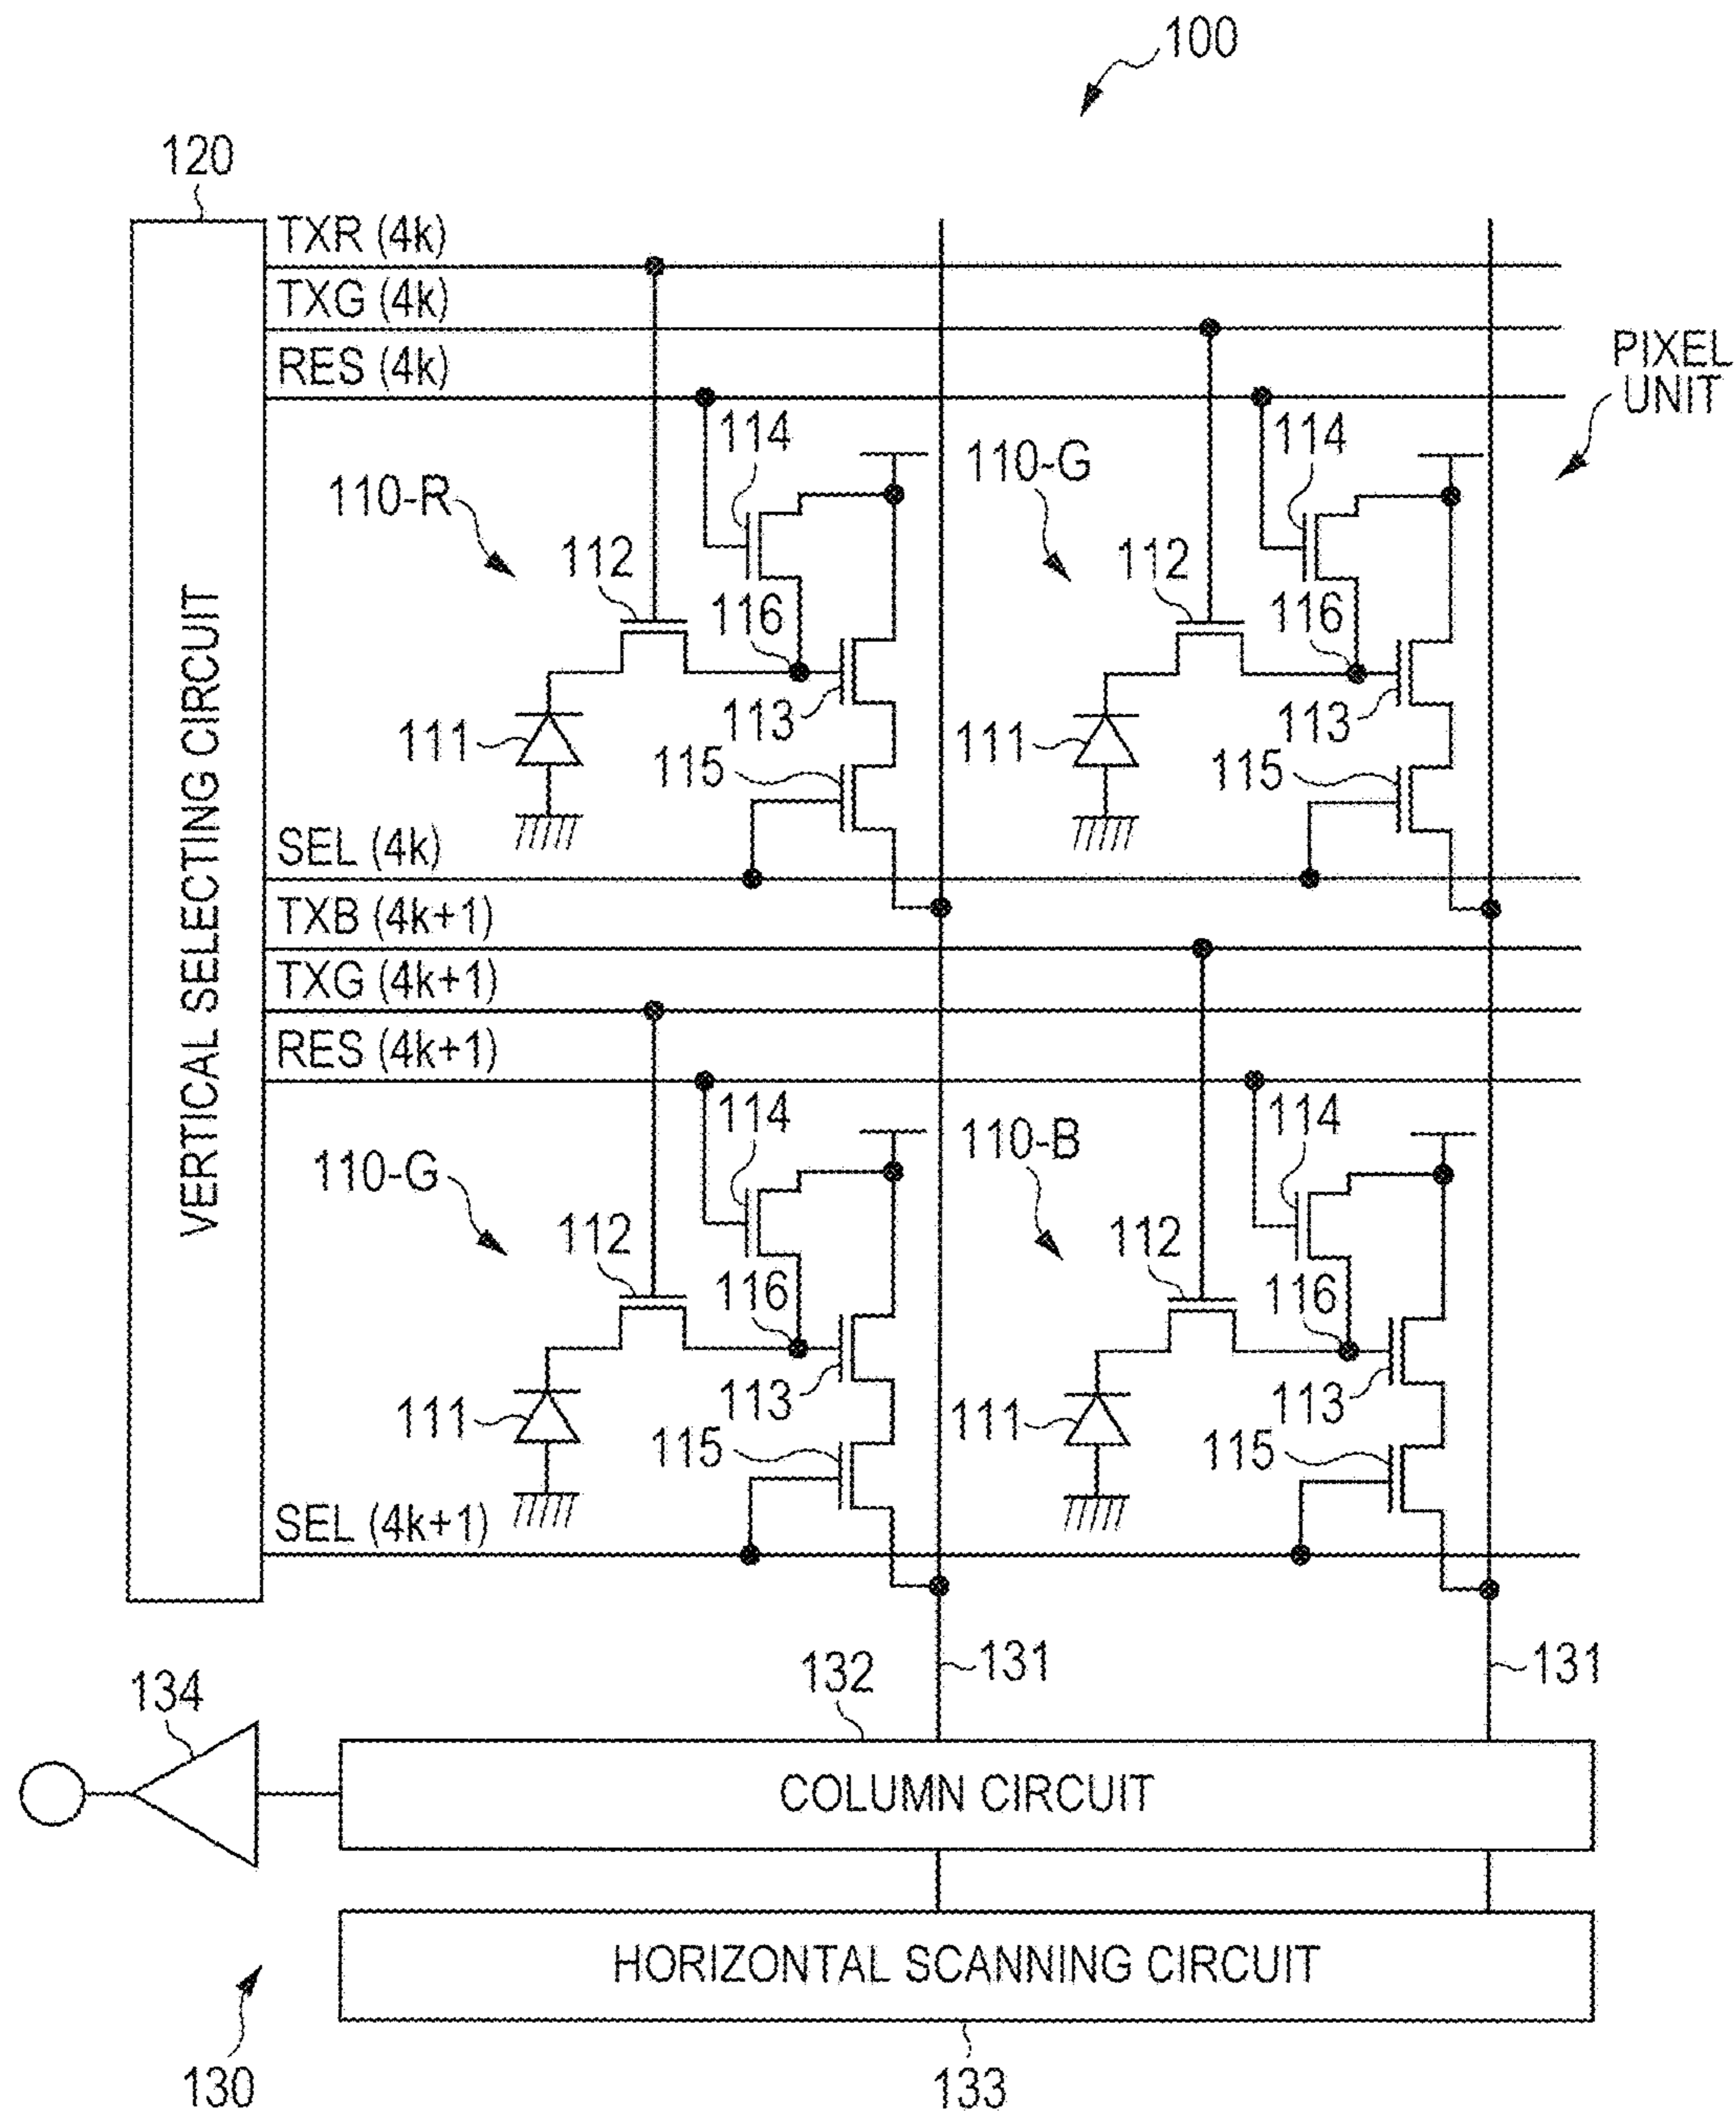 100
120
TXR (4k)
TXG (4k)
RES (4k)
PIXEL
UNIT
114
114
110-R
110-G
112
112
116
116
111
113
111
113
115
115
SEL (4k)
TXB (4k+1)
TXG (4k+1)
RES (4k+1)
VERTICAL SELECTING CIRCUIT
114
114
110-G
110-B
112
112
116
116
111
113
111
113
115
115
SEL (4k+1)
131
131
132
134
COLUMN CIRCUIT
HORIZONTAL SCANNING CIRCUIT
130
133